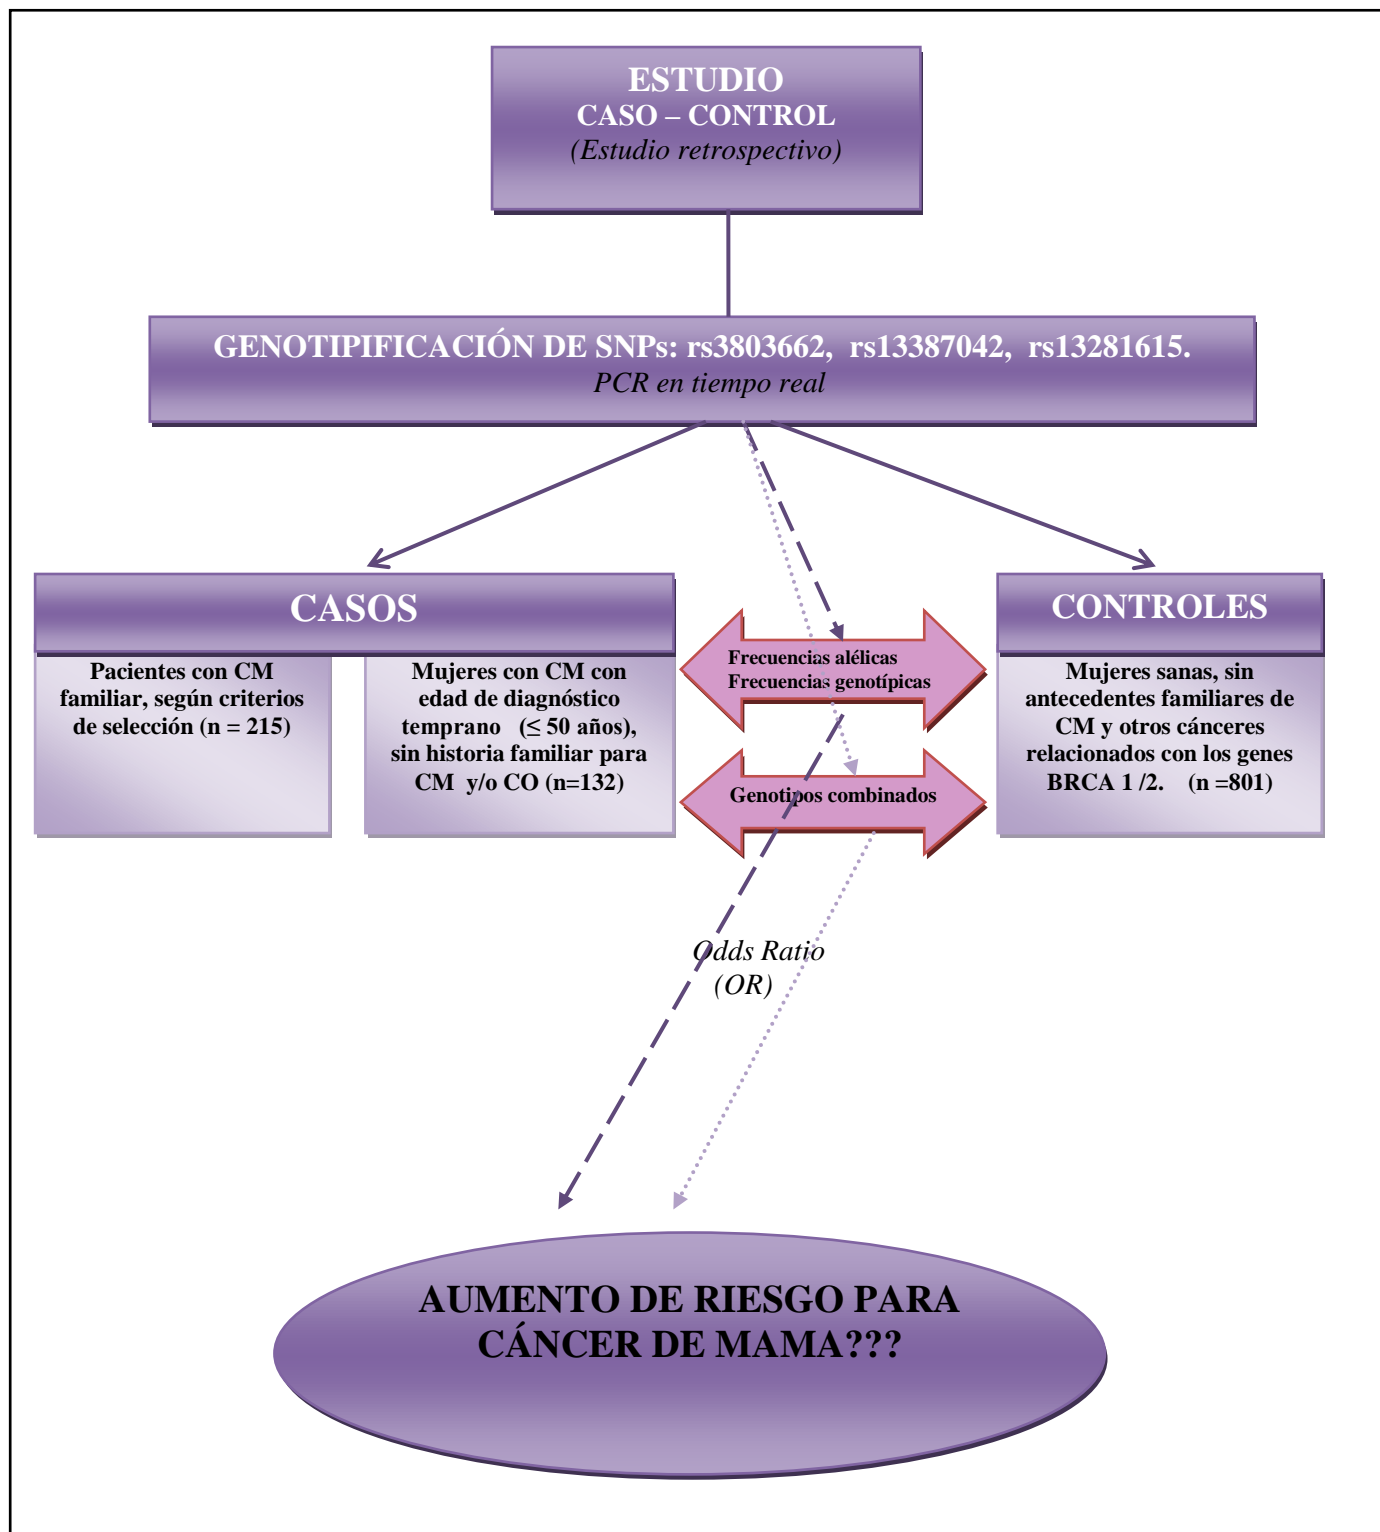 ESTUDIO
CASO – CONTROL
(Estudio retrospectivo)
GENOTIPIFICACIÓN DE SNPs: rs3803662, rs13387042, rs13281615.
PCR en tiempo real
CASOS
Pacientes con CM
familiar, según criterios
de selección (n = 215)
Mujeres con CM con
edad de diagnóstico
temprano (≤ 50 años),
sin historia familiar para
CM y/o CO (n=132)
Frecuencias alélicas
Frecuencias genotípicas
Genotipos combinados
CONTROLES
Mujeres sanas, sin
antecedentes familiares de
CM y otros cánceres
relacionados con los genes
BRCA 1 /2. (n =801)
Odds Ratio
(OR)
AUMENTO DE RIESGO PARA
CÁNCER DE MAMA???